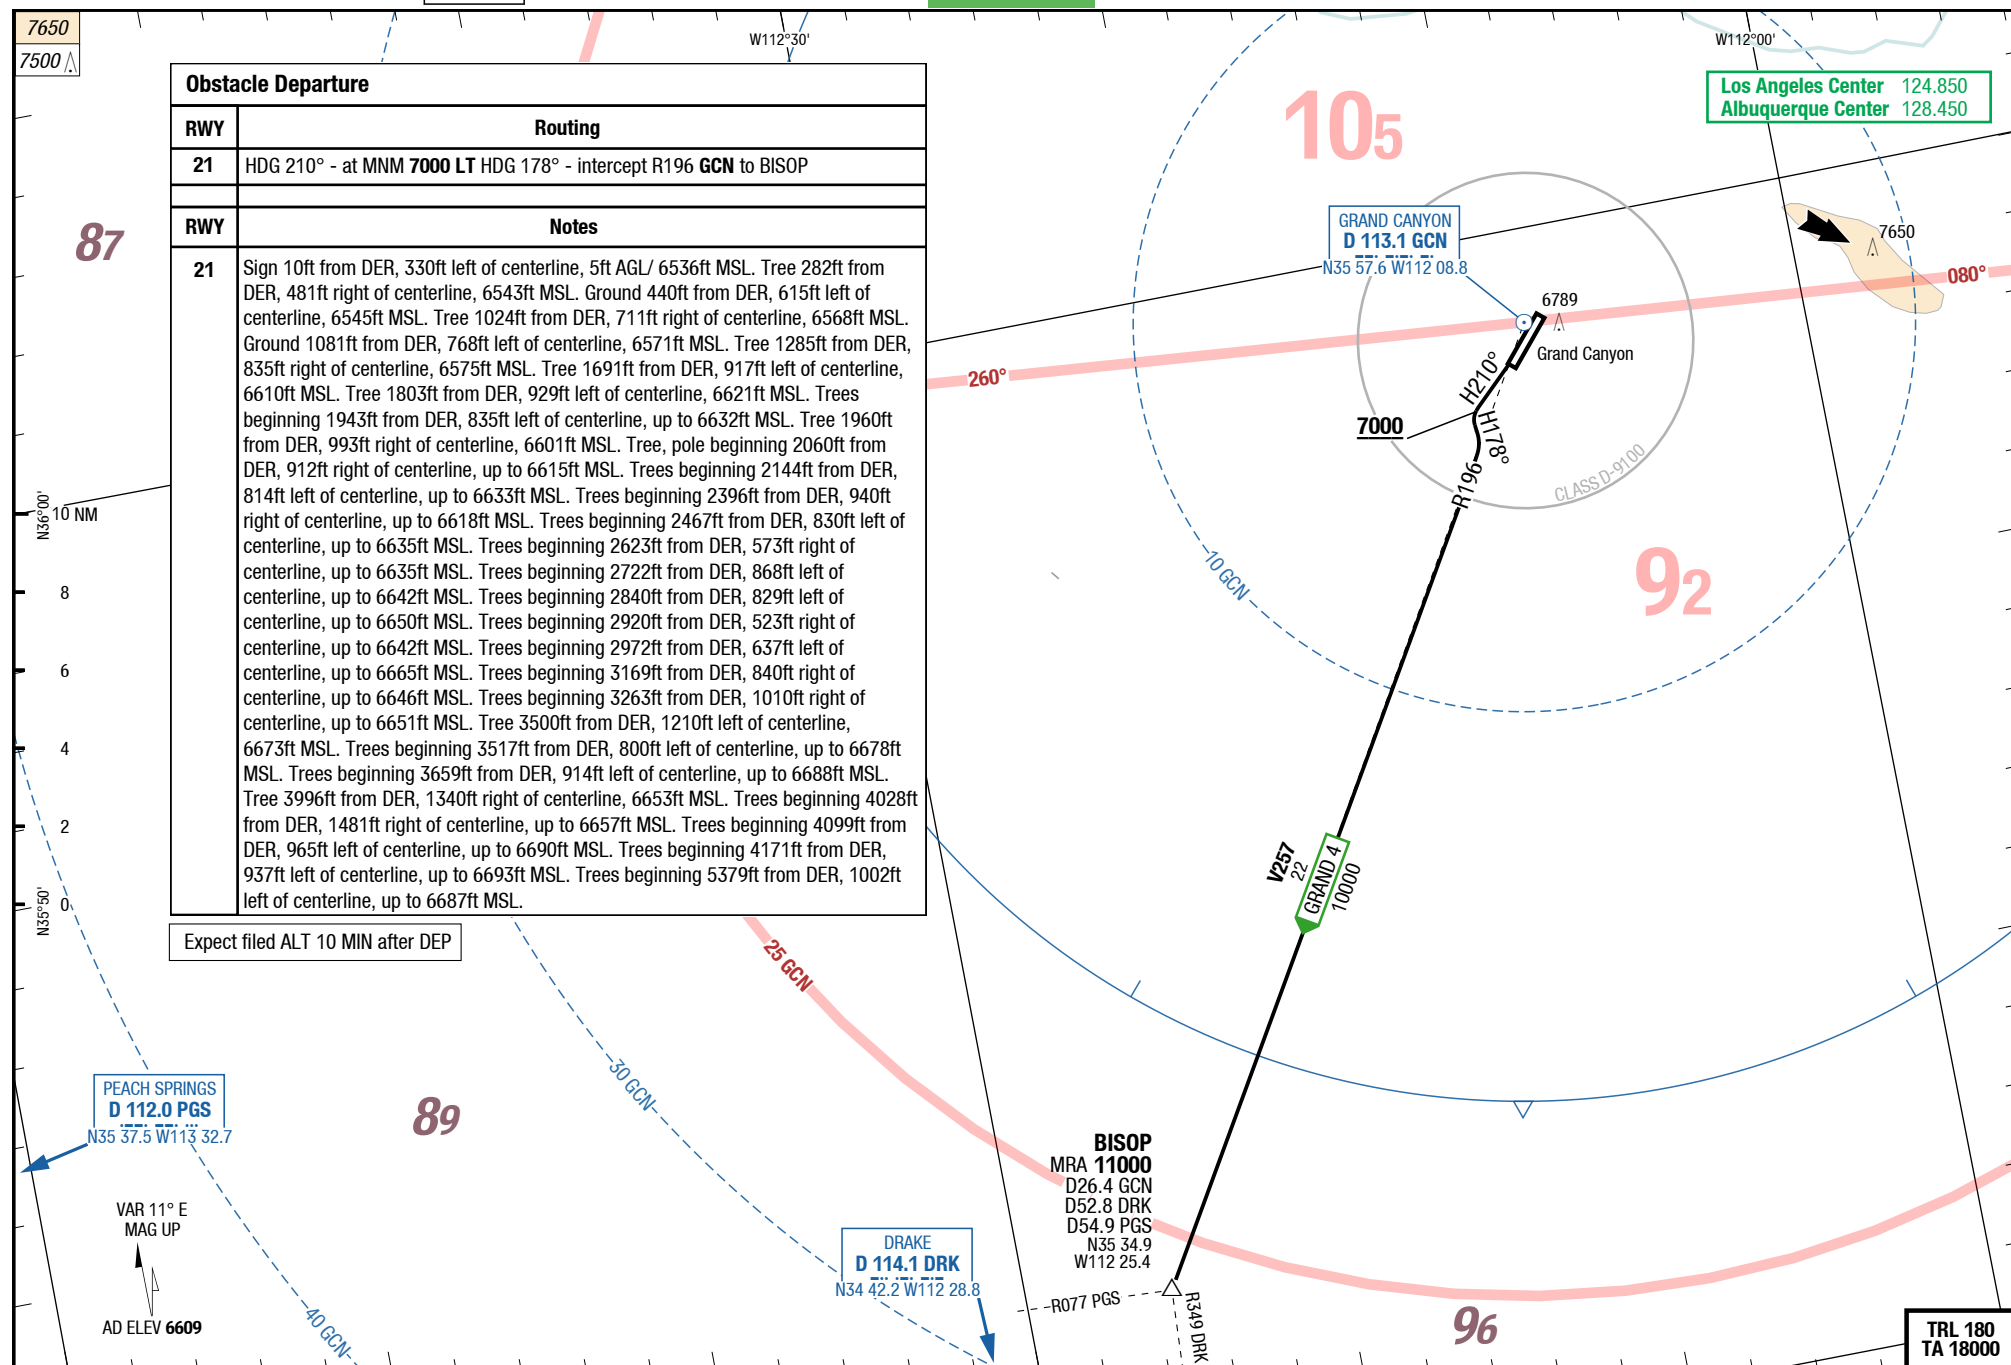 7650
7500
W112°30'
W112°00'
Los Angeles Center 124.850
Albuquerque Center 128.450
Obstacle Departure
RWY Routing
21 HDG 210° - at MNM 7000 LT HDG 178° - intercept R196 GCN to BISOP
RWY Notes
21 Sign 10ft from DER, 330ft left of centerline, 5ft AGL/ 6536ft MSL. Tree 282ft from
DER, 481ft right of centerline, 6543ft MSL. Ground 440ft from DER, 615ft left of
centerline, 6545ft MSL. Tree 1024ft from DER, 711ft right of centerline, 6568ft MSL.
Ground 1081ft from DER, 768ft left of centerline, 6571ft MSL. Tree 1285ft from DER,
835ft right of centerline, 6575ft MSL. Tree 1691ft from DER, 917ft left of centerline,
6610ft MSL. Tree 1803ft from DER, 929ft left of centerline, 6621ft MSL. Trees
beginning 1943ft from DER, 835ft left of centerline, up to 6632ft MSL. Tree 1960ft
from DER, 993ft right of centerline, 6601ft MSL. Tree, pole beginning 2060ft from
DER, 912ft right of centerline, up to 6615ft MSL. Trees beginning 2144ft from DER,
814ft left of centerline, up to 6633ft MSL. Trees beginning 2396ft from DER, 940ft
right of centerline, up to 6618ft MSL. Trees beginning 2467ft from DER, 830ft left of
centerline, up to 6635ft MSL. Trees beginning 2623ft from DER, 573ft right of
centerline, up to 6635ft MSL. Trees beginning 2722ft from DER, 868ft left of
centerline, up to 6642ft MSL. Trees beginning 2840ft from DER, 829ft left of
centerline, up to 6650ft MSL. Trees beginning 2920ft from DER, 523ft right of
centerline, up to 6642ft MSL. Trees beginning 2972ft from DER, 637ft left of
centerline, up to 6665ft MSL. Trees beginning 3169ft from DER, 840ft right of
centerline, up to 6646ft MSL. Trees beginning 3263ft from DER, 1010ft right of
centerline, up to 6651ft MSL. Tree 3500ft from DER, 1210ft left of centerline,
6673ft MSL. Trees beginning 3517ft from DER, 800ft left of centerline, up to 6678ft
MSL. Trees beginning 3659ft from DER, 914ft left of centerline, up to 6688ft MSL.
Tree 3996ft from DER, 1340ft right of centerline, 6653ft MSL. Trees beginning 4028ft
from DER, 1481ft right of centerline, up to 6657ft MSL. Trees beginning 4099ft from
DER, 965ft left of centerline, up to 6690ft MSL. Trees beginning 4171ft from DER,
937ft left of centerline, up to 6693ft MSL. Trees beginning 5379ft from DER, 1002ft
left of centerline, up to 6687ft MSL.
Expect filed ALT 10 MIN after DEP
87
105
GRAND CANYON
D 113.1 GCN
N35 57.6 W112 08.8
7650
080°
6789
Grand Canyon
260°
H210°
7000
H178°
R196
CLASS D-9100
10 GCN
92
N36°00'
10 NM
8
6
4
2
0
N35°50'
V257
22
GRAND 4
10000
25 GCN
30 GCN
40 GCN
PEACH SPRINGS
D 112.0 PGS
N35 37.5 W113 32.7
89
VAR 11° E
MAG UP
AD ELEV 6609
BISOP
MRA 11000
D26.4 GCN
D52.8 DRK
D54.9 PGS
N35 34.9
W112 25.4
DRAKE
D 114.1 DRK
N34 42.2 W112 28.8
R077 PGS
R349 DRK
96
TRL 180
TA 18000